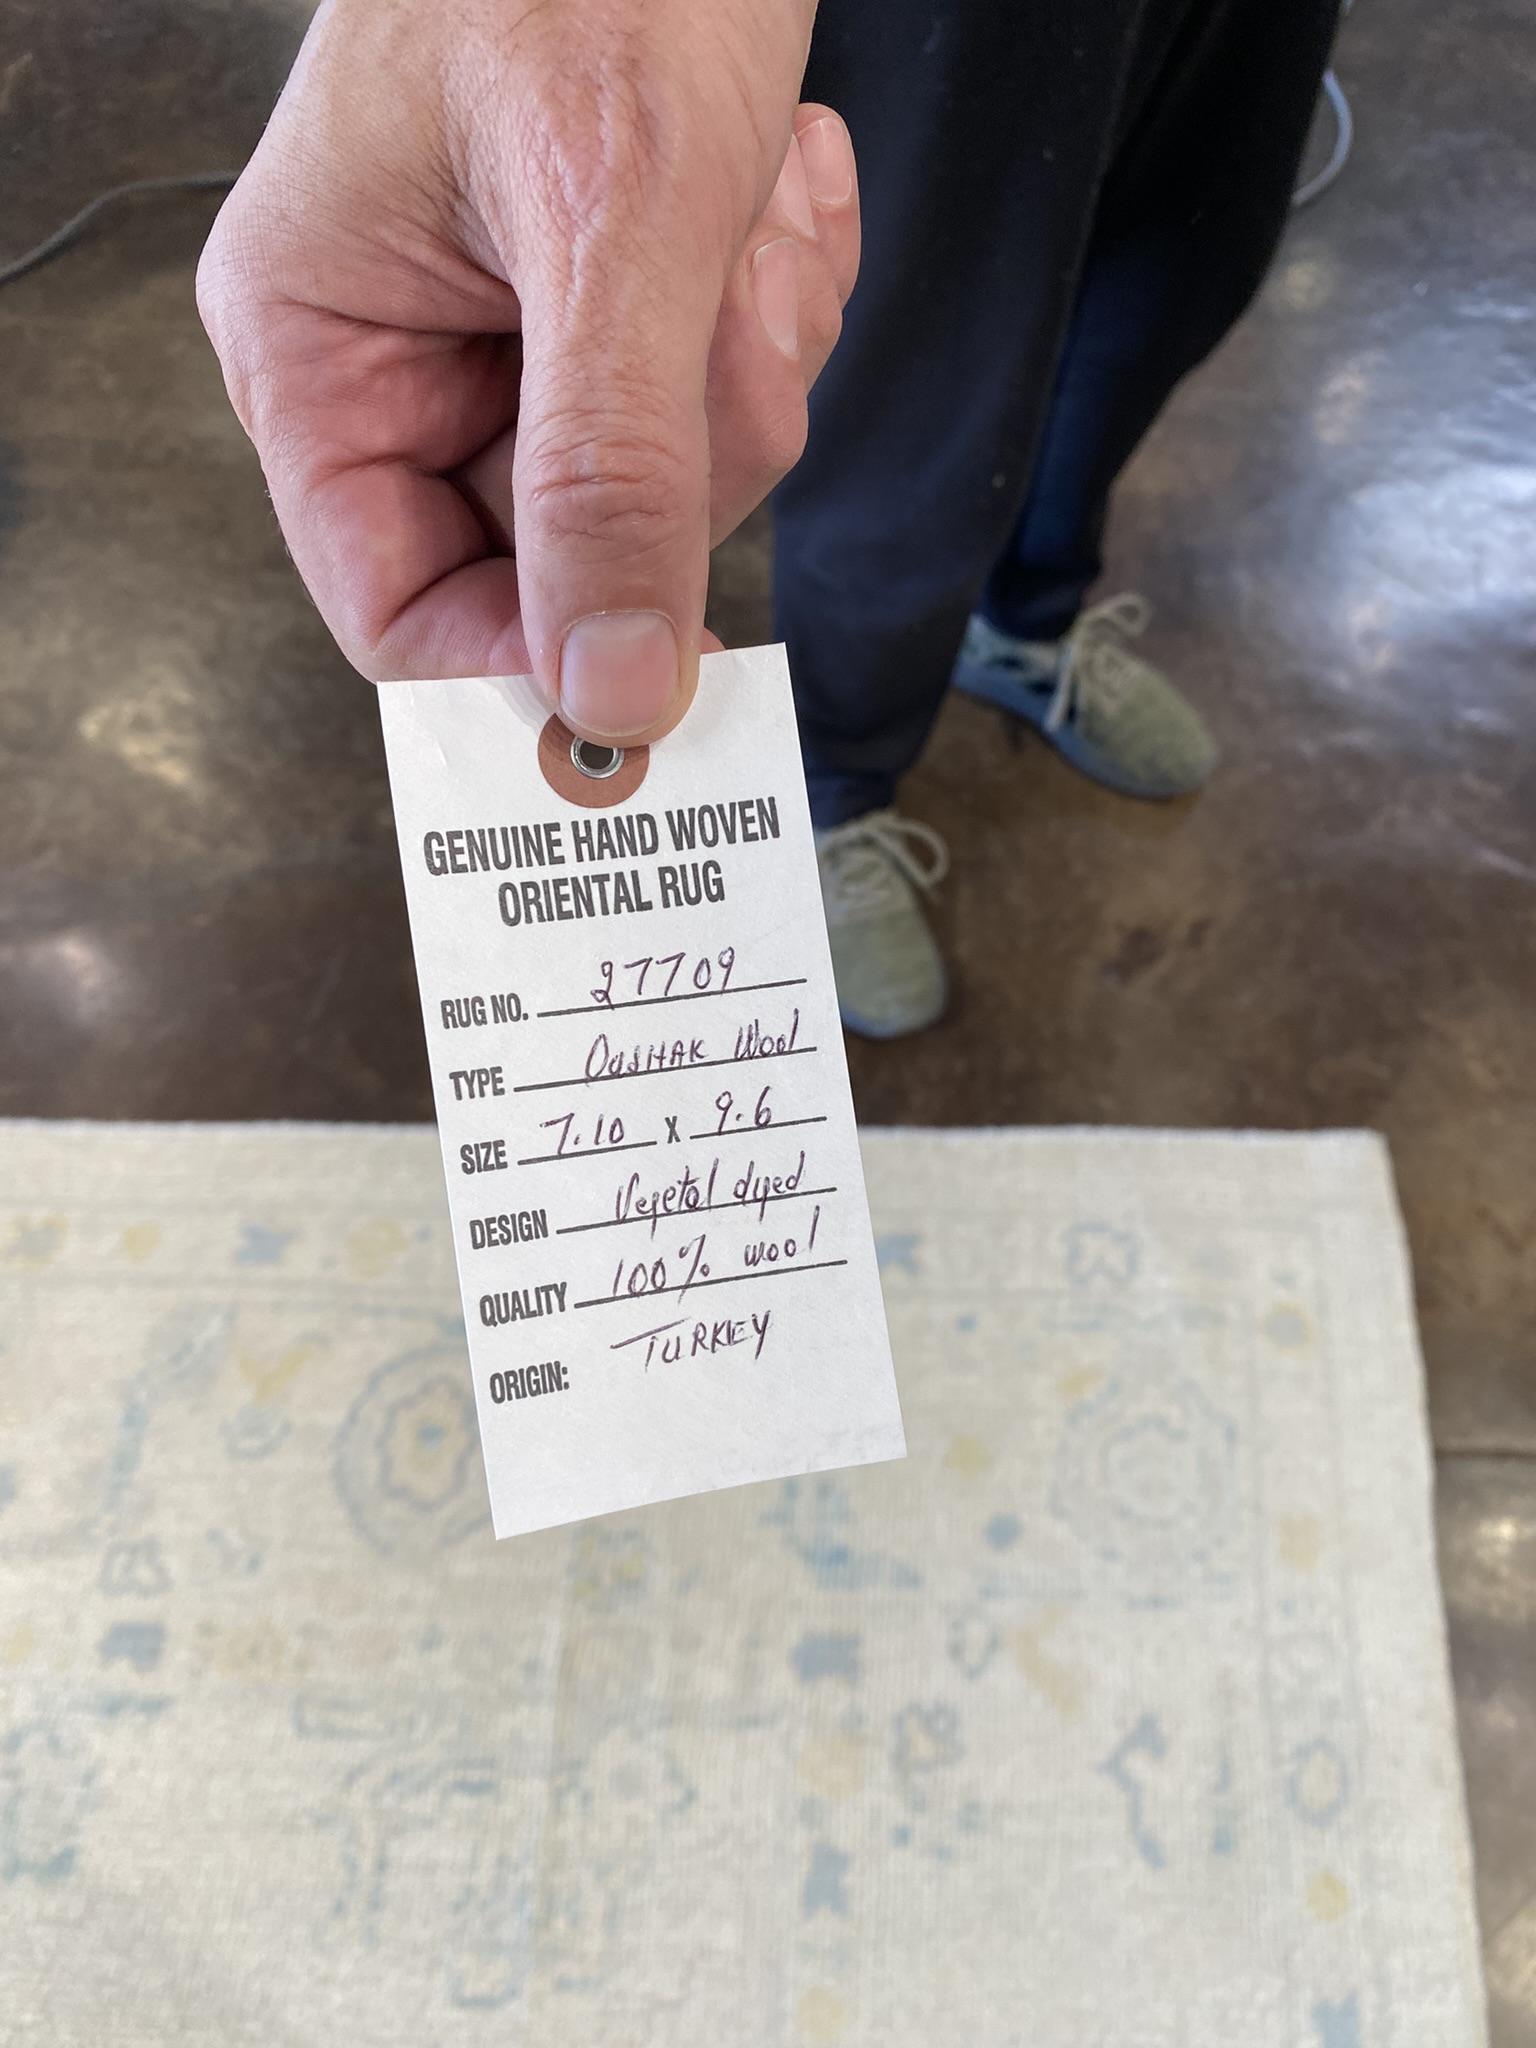 GENUINE HAND WOVEN
ORIENTAL RUG
RUG NO. 27709
TYPE OUSHAK Wool
SIZE 7.10 X 9.6
DESIGN Vegetal dyed
QUALITY 100% wool
ORIGIN: TURKEY